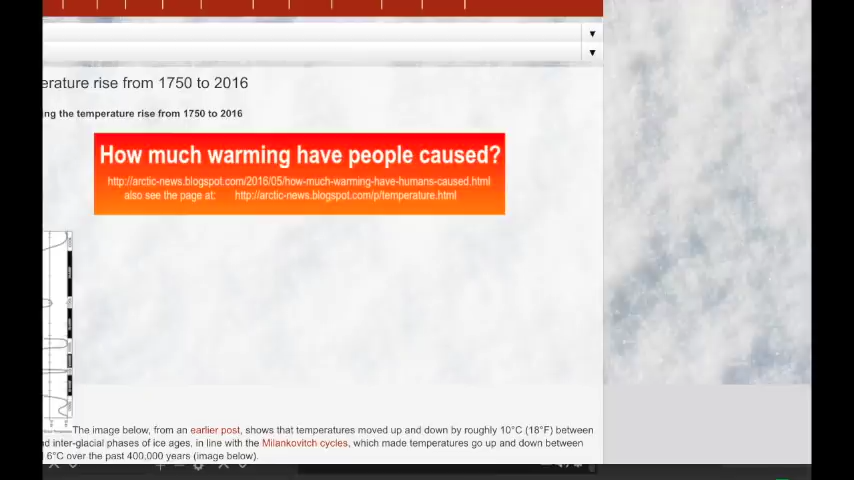 erature rise from 1750 to 2016
ing the temperature rise from 1750 to 2016
How much warming have people caused?
http://arctic-news.blogspot.com/2016/05/how-much-warming-have-humans-caused.html
also see the page at: http://arctic-news.blogspot.com/p/temperature.html
The image below, from an earlier post, shows that temperatures moved up and down by roughly 10°C (18°F) between
d inter-glacial phases of ice ages, in line with the Milankovitch cycles, which made temperatures go up and down between
6°C over the past 400,000 years (image below).